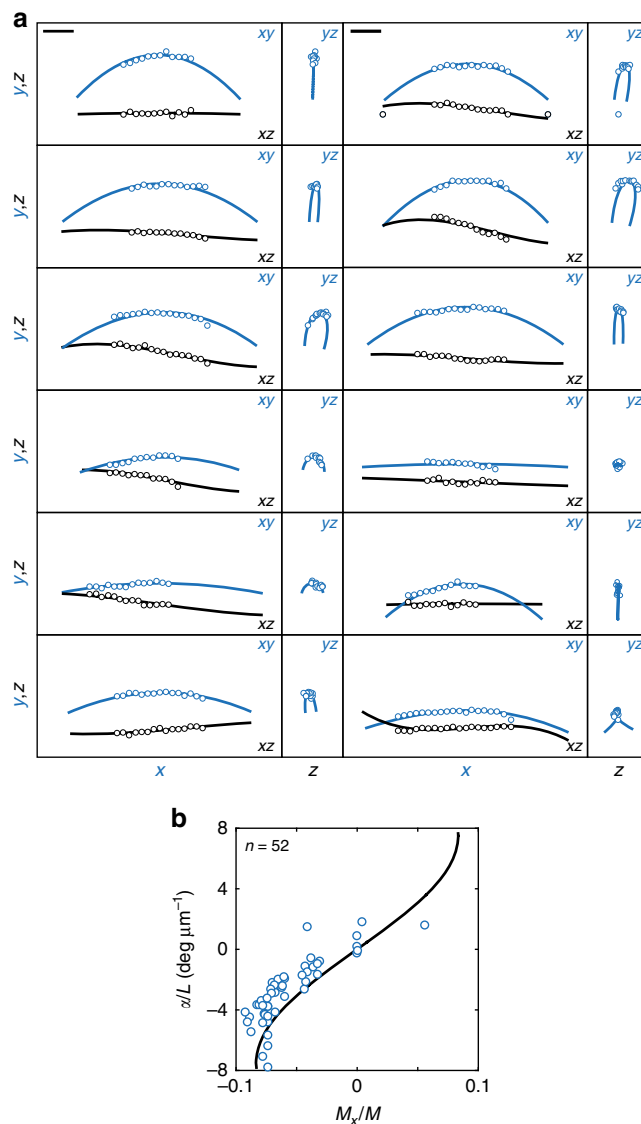 a
xy yz xy yz
y,z
xz xz
xy yz xy yz
y,z
xz xz
xy yz xy yz
y,z
xz xz
xy yz xy yz
y,z
xz xz
xy yz xy yz
y,z
xz xz
xy yz xy yz
y,z
xz xz
x z x z
b
n = 52
α/L (deg μm⁻¹)
8
4
0
−4
−8
−0.1 0 0.1
Mₓ/M